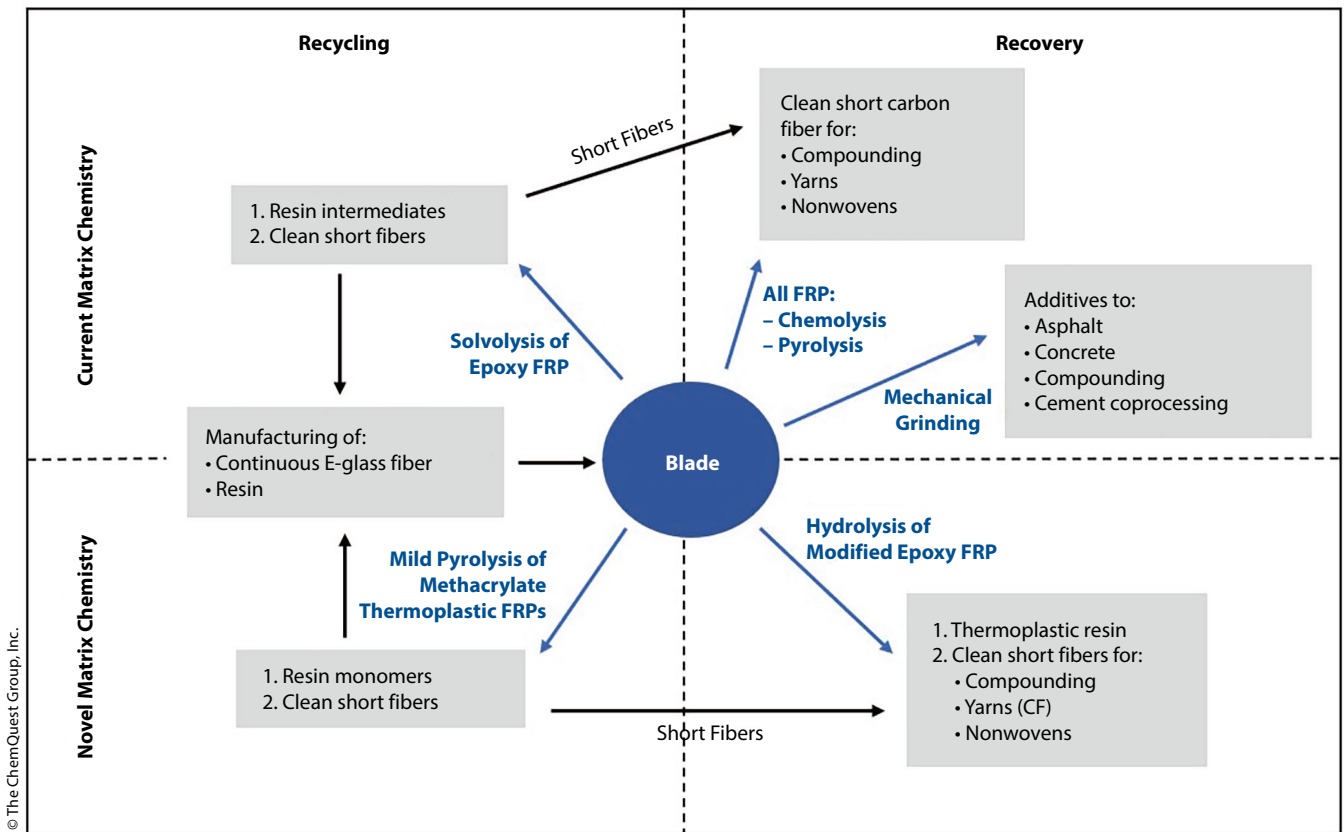 Recycling
Recovery
Current Matrix Chemistry
Short Fibers
Clean short carbon
fiber for:
• Compounding
• Yarns
• Nonwovens
1. Resin intermediates
2. Clean short fibers
Solvolysis of
Epoxy FRP
All FRP:
– Chemolysis
– Pyrolysis
Additives to:
• Asphalt
• Concrete
• Compounding
• Cement coprocessing
Mechanical
Grinding
Manufacturing of:
• Continuous E-glass fiber
• Resin
Blade
Novel Matrix Chemistry
Mild Pyrolysis of
Methacrylate
Thermoplastic FRPs
Hydrolysis of
Modified Epoxy FRP
1. Resin monomers
2. Clean short fibers
Short Fibers
1. Thermoplastic resin
2. Clean short fibers for:
• Compounding
• Yarns (CF)
• Nonwovens
© The ChemQuest Group, Inc.